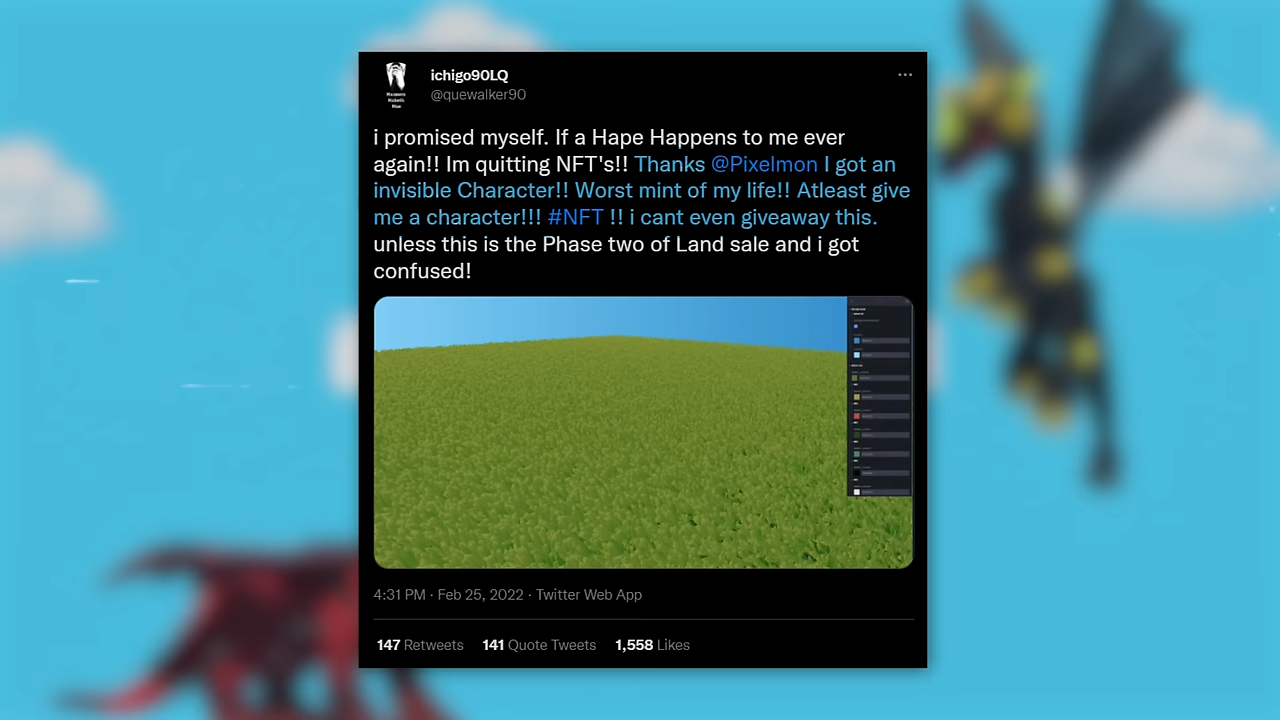 ichigo90LQ
@quewalker90
i promised myself. If a Hape Happens to me ever
again!! Im quitting NFT's!! Thanks @Pixelmon I got an
invisible Character!! Worst mint of my life!! Atleast give
me a character!!! #NFT !! i cant even giveaway this.
unless this is the Phase two of Land sale and i got
confused!
4:31 PM · Feb 25, 2022 · Twitter Web App
147 Retweets 141 Quote Tweets 1,558 Likes